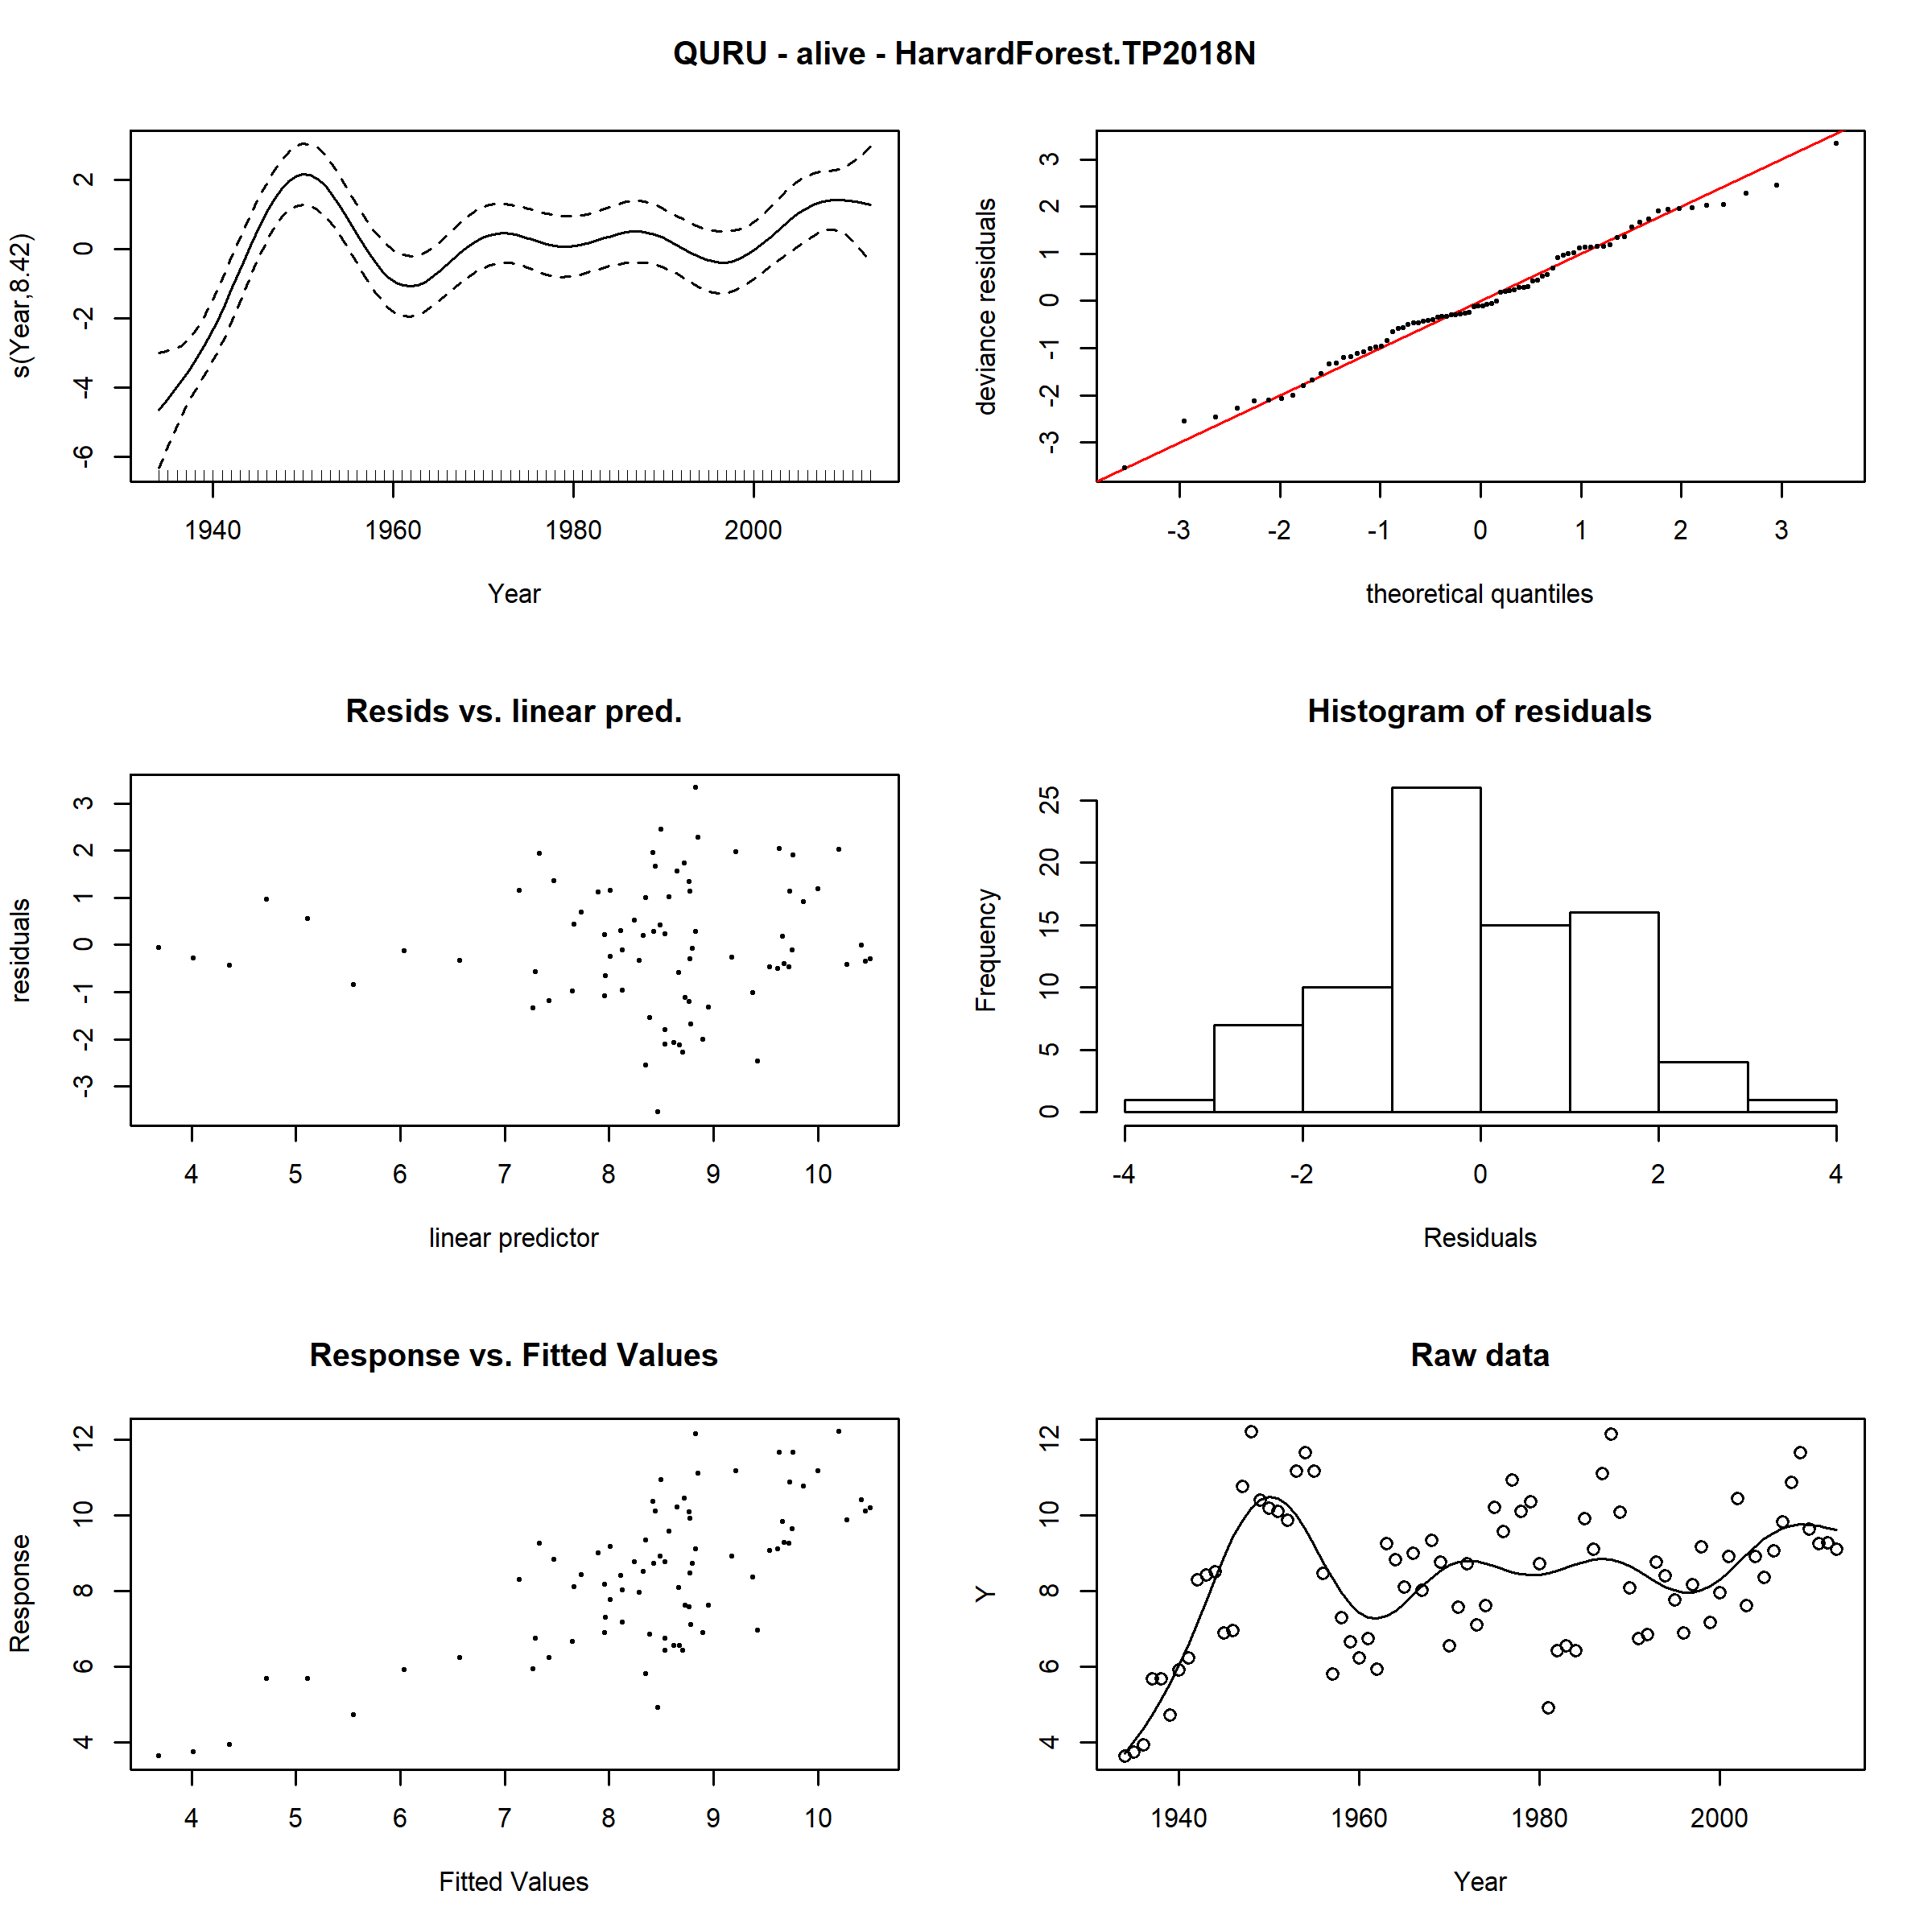 QURU - alive - HarvardForest.TP2018N
s(Year,8.42)
2
0
-2
-4
-6
1940 1960 1980 2000
Year
deviance residuals
3
2
1
0
-1
-2
-3
-3 -2 -1 0 1 2 3
theoretical quantiles
Resids vs. linear pred.
residuals
3
2
1
0
-1
-2
-3
4 5 6 7 8 9 10
linear predictor
Histogram of residuals
Frequency
25
20
15
10
5
0
-4 -2 0 2 4
Residuals
Response vs. Fitted Values
Response
12
10
8
6
4
4 5 6 7 8 9 10
Fitted Values
Raw data
Y
12
10
8
6
4
1940 1960 1980 2000
Year